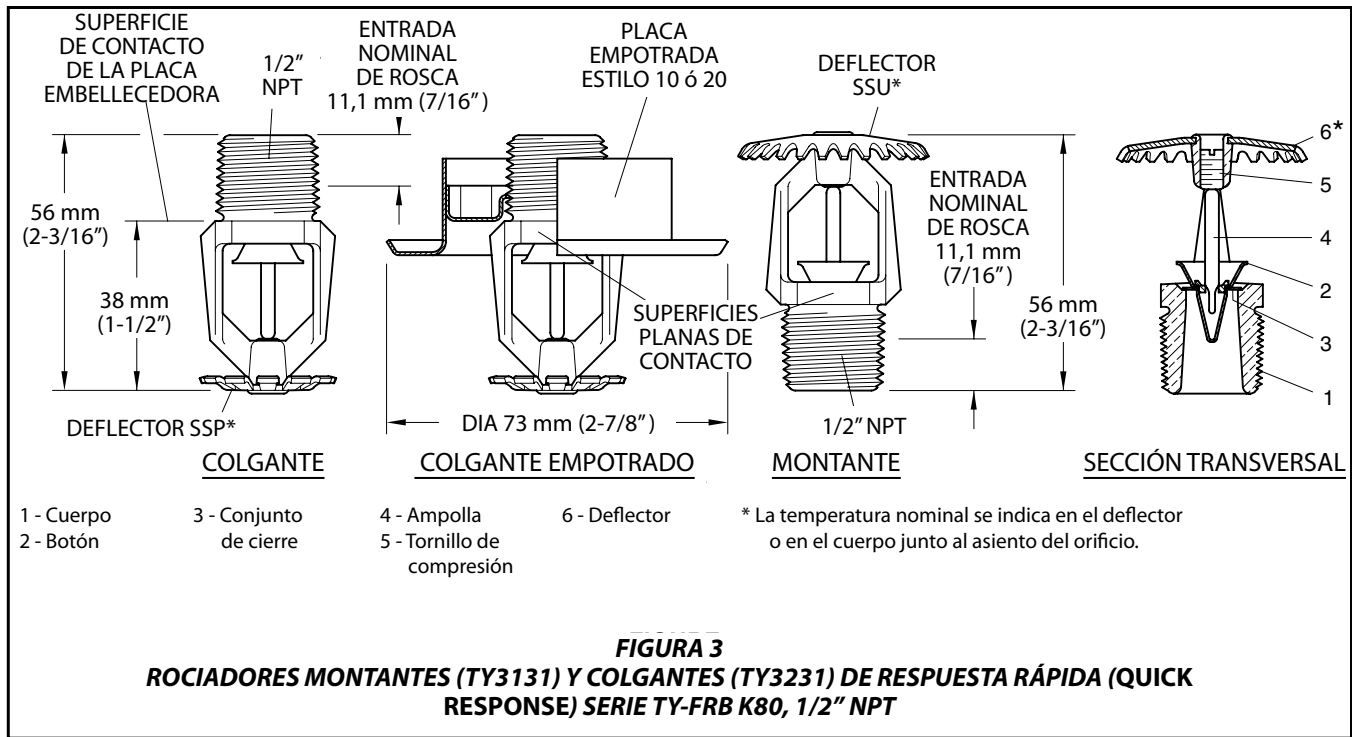 SUPERFICIE
DE CONTACTO
DE LA PLACA
EMBELLECEDORA
1/2”
NPT
ENTRADA
NOMINAL
DE ROSCA
11,1 mm (7/16”)
PLACA
EMPOTRADA
ESTILO 10 ó 20
DEFLECTOR
SSU*
6*
5
4
2
3
1
56 mm
(2-3/16”)
38 mm
(1-1/2”)
ENTRADA
NOMINAL
DE ROSCA
11,1 mm
(7/16”)
56 mm
(2-3/16”)
SUPERFICIES
PLANAS DE
CONTACTO
DEFLECTOR SSP*
DIA 73 mm (2-7/8”)
1/2” NPT
COLGANTE
COLGANTE EMPOTRADO
MONTANTE
SECCIÓN TRANSVERSAL
1 - Cuerpo
2 - Botón
3 - Conjunto
de cierre
4 - Ampolla
5 - Tornillo de
compresión
6 - Deflector
* La temperatura nominal se indica en el deflector
o en el cuerpo junto al asiento del orificio.
FIGURA 3
ROCIADORES MONTANTES (TY3131) Y COLGANTES (TY3231) DE RESPUESTA RÁPIDA (QUICK
RESPONSE) SERIE TY-FRB K80, 1/2” NPT